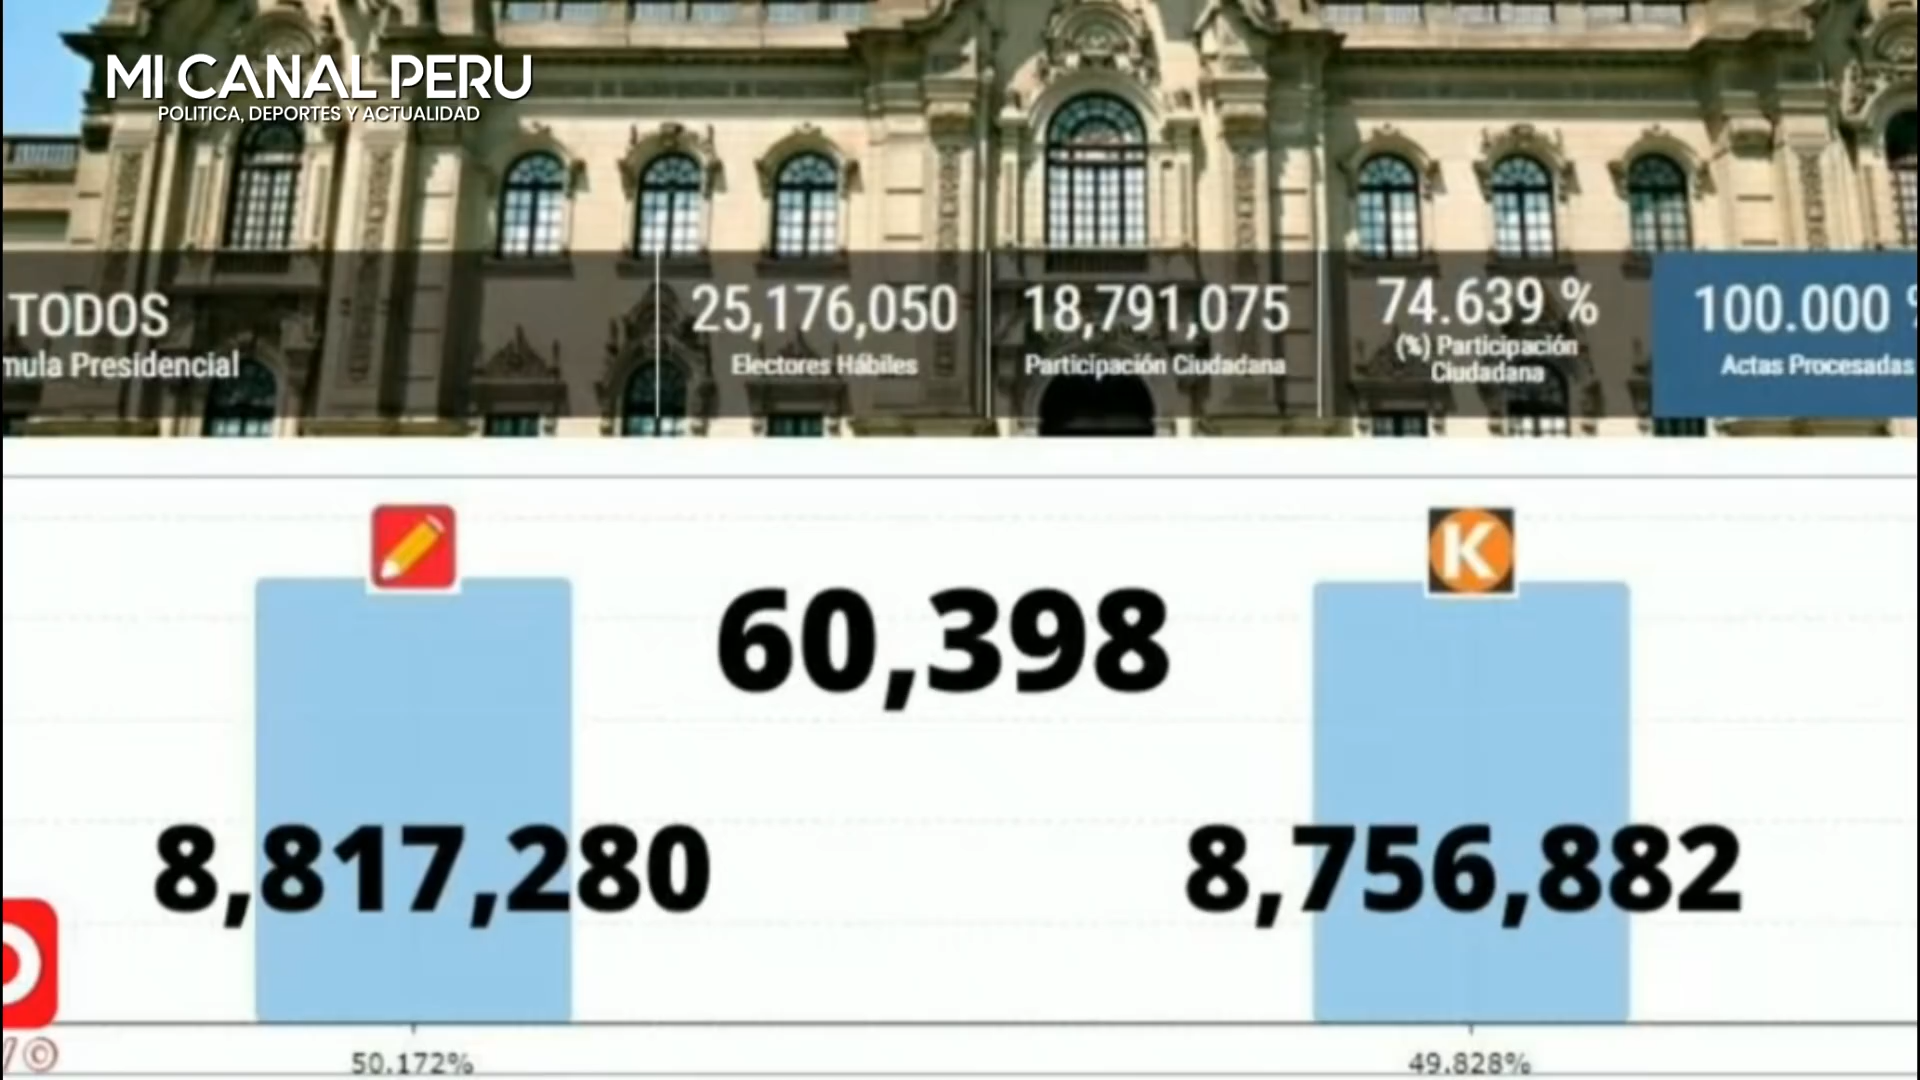 MI CANAL PERU
POLITICA, DEPORTES Y ACTUALIDAD
TODOS
mula Presidencial
25,176,050
Electores Hábiles
18,791,075
Participación Ciudadana
74.639 %
(%) Participación
Ciudadana
100.000 %
Actas Procesadas
K
60,398
8,817,280
8,756,882
©
50.172%
49.828%